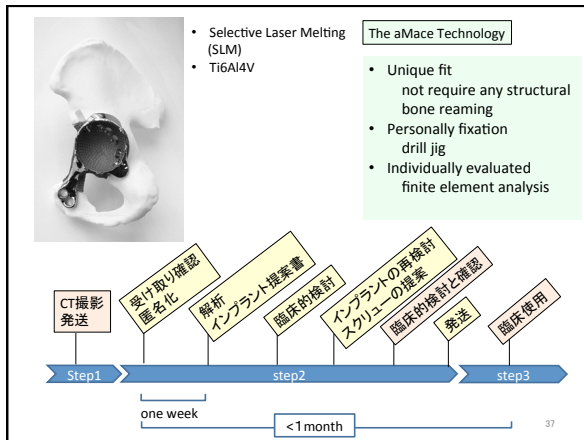 • Selective Laser Melting
(SLM)
• Ti6Al4V
The aMace Technology
• Unique fit
not require any structural
bone reaming
• Personally fixation
drill jig
• Individually evaluated
finite element analysis
CT撮影
発送
受け取り確認
匿名化
解析
インプラント提案書
臨床的検討
インプラントの再検討
スクリューの提案
臨床的検討と確認
発送
臨床使用
Step1
step2
step3
one week
<1month
37